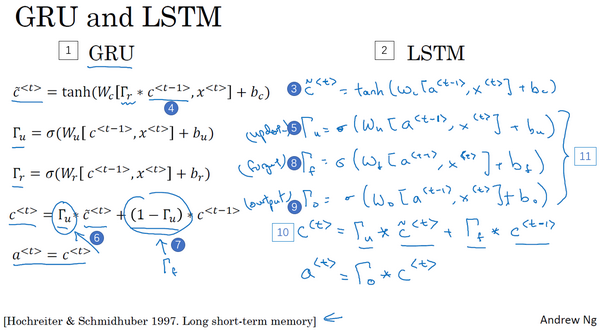 GRU and LSTM
1 GRU
c̃<t> = tanh(Wc[Γr * c<t−1>, x<t>] + bc)
4
Γu = σ(Wu[ c<t−1>, x<t>] + bu)
Γr = σ(Wr[ c<t−1>, x<t>] + br)
c<t> = Γu * c̃<t> + (1 − Γu) * c<t−1>
6 7
a<t> = c<t>
Γf
2 LSTM
3 c̃<t> = tanh(Wc[a<t-1>, x<t>] + bc)
(update) 5 Γu = σ(Wu[a<t-1>, x<t>] + bu)
(forget) 8 Γf = σ(Wf[a<t-1>, x<t>] + bf) 11
(output) 9 Γo = σ(Wo[a<t-1>, x<t>] + bo)
10 c<t> = Γu * c̃<t> + Γf * c<t-1>
a<t> = Γo * c<t>
[Hochreiter & Schmidhuber 1997. Long short-term memory] ←
Andrew Ng